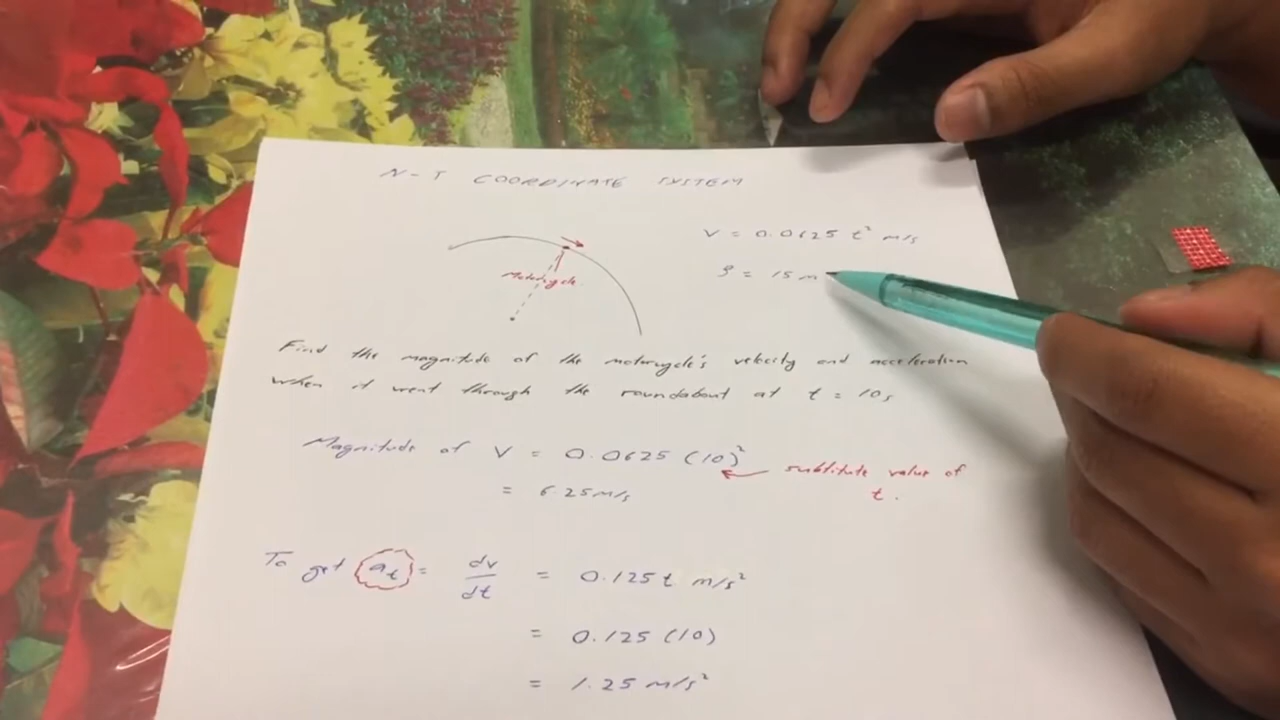 N-T COORDINATE SYSTEM
V = 0.0625 t² m/s
ρ = 15 m
Motorcycle
Find the magnitude of the motorcycle's velocity and acceleration
when it went through the roundabout at t = 10s
Magnitude of V = 0.0625 (10)²
substitute value of
t.
= 6.25 m/s
To get at = dv/dt = 0.125t m/s²
= 0.125 (10)
= 1.25 m/s²